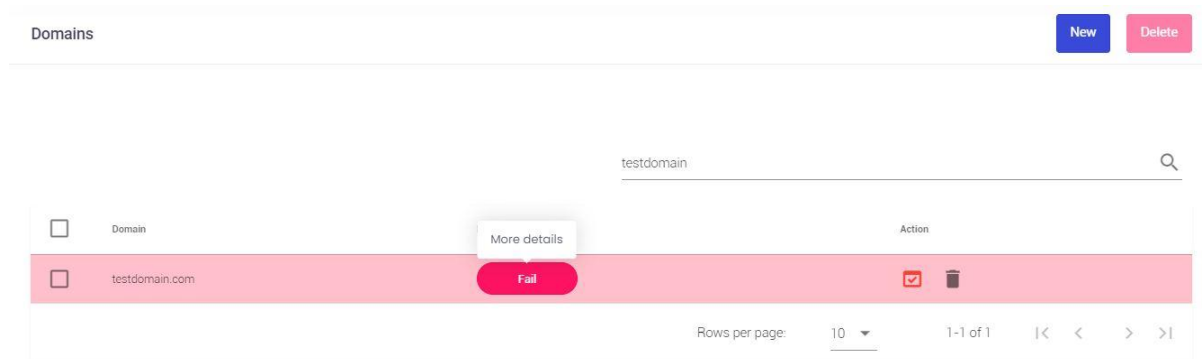 Domains New Delete
testdomain
Domain Action
More details
testdomain.com Fail
Rows per page: 10 1-1 of 1